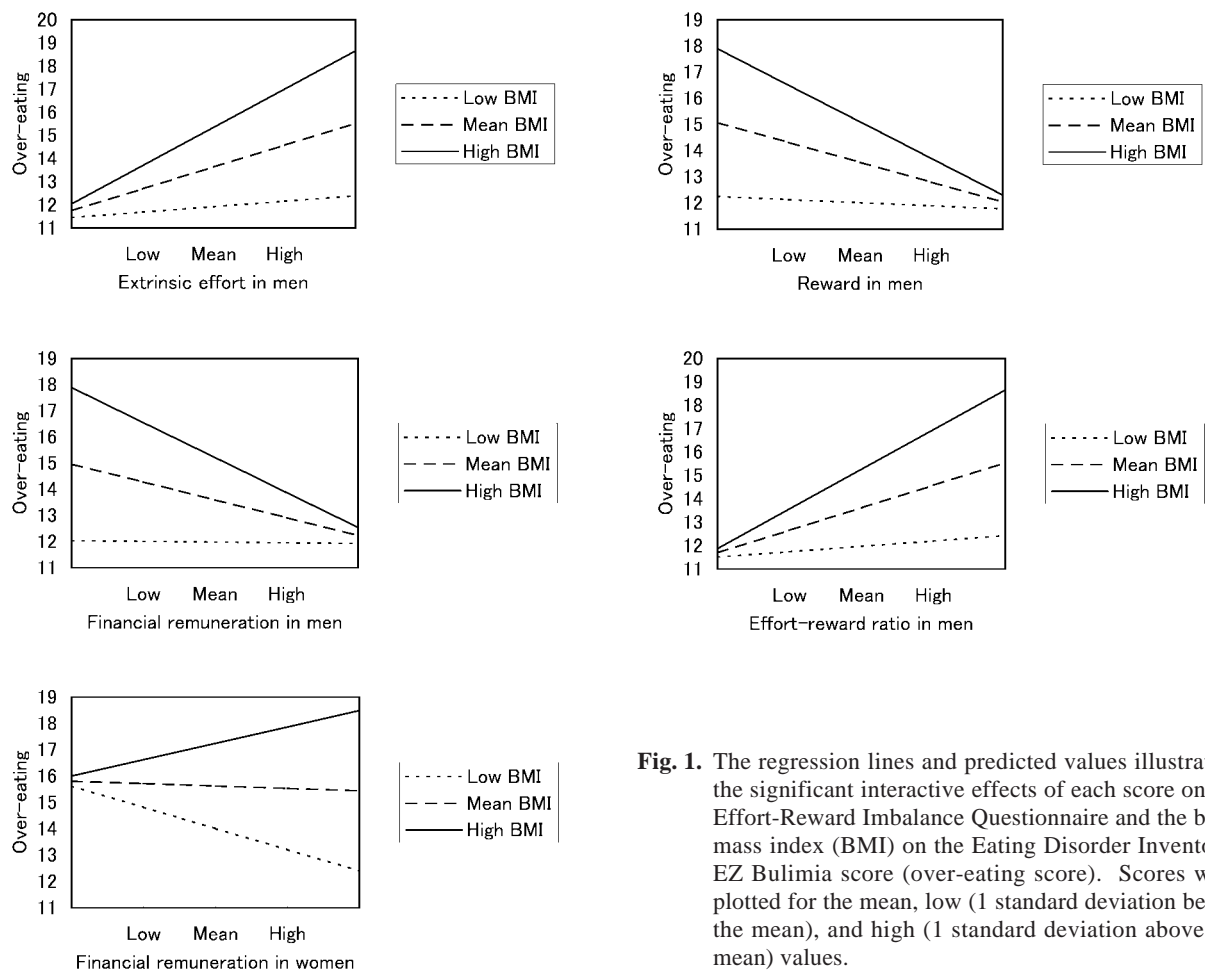 20
19
18
17
16
15
14
13
12
11
Over-eating
Low Mean High
Extrinsic effort in men
Low BMI
Mean BMI
High BMI
19
18
17
16
15
14
13
12
11
Over-eating
Low Mean High
Reward in men
Low BMI
Mean BMI
High BMI
19
18
17
16
15
14
13
12
11
Over-eating
Low Mean High
Financial remuneration in men
Low BMI
Mean BMI
High BMI
20
19
18
17
16
15
14
13
12
11
Over-eating
Low Mean High
Effort-reward ratio in men
Low BMI
Mean BMI
High BMI
19
18
17
16
15
14
13
12
11
Over-eating
Low Mean High
Financial remuneration in women
Low BMI
Mean BMI
High BMI
Fig. 1. The regression lines and predicted values illustrat
the significant interactive effects of each score on
Effort-Reward Imbalance Questionnaire and the b
mass index (BMI) on the Eating Disorder Invento
EZ Bulimia score (over-eating score). Scores w
plotted for the mean, low (1 standard deviation be
the mean), and high (1 standard deviation above
mean) values.